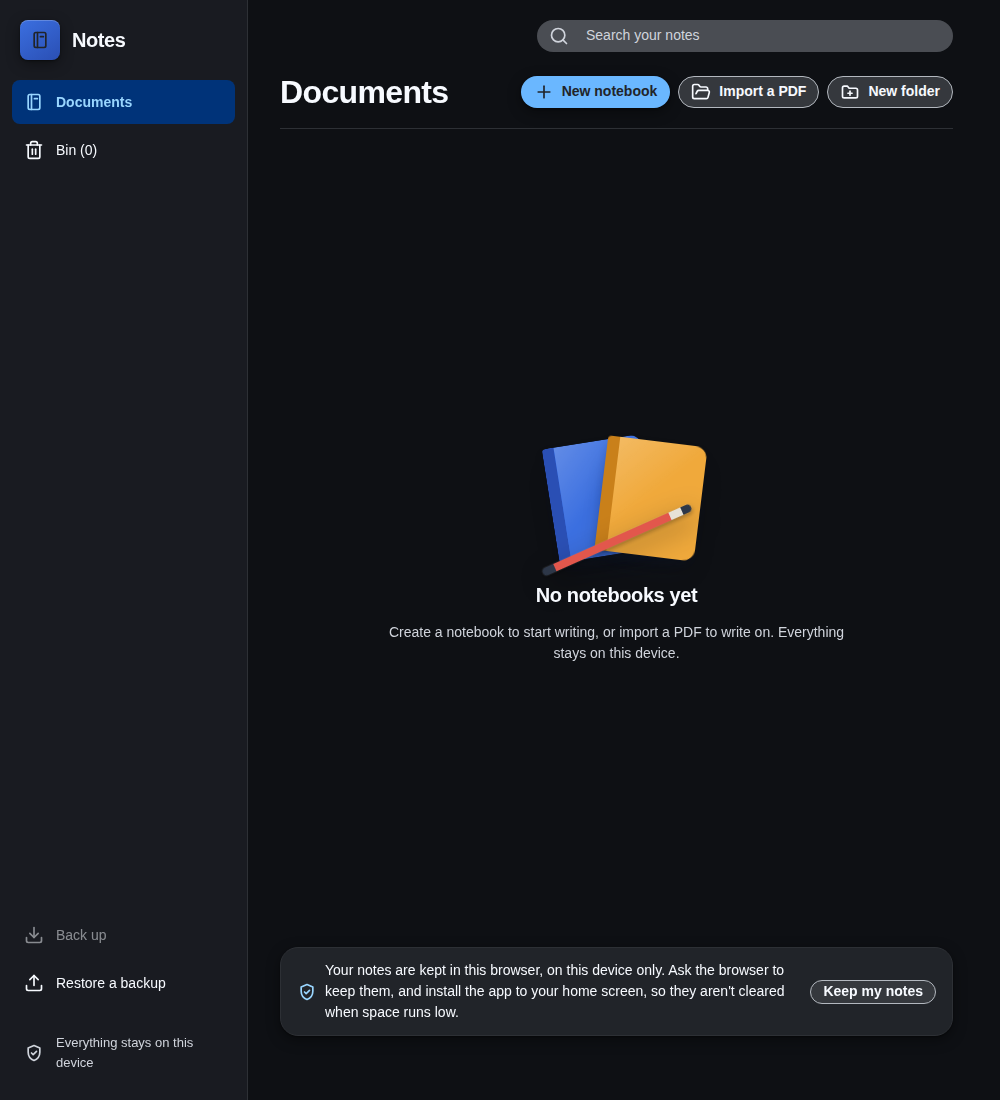 Notes
Documents
Bin (0)
Back up
Restore a backup
Everything stays on this
device
Search your notes
Documents
New notebook
Import a PDF
New folder
No notebooks yet
Create a notebook to start writing, or import a PDF to write on. Everything
stays on this device.
Your notes are kept in this browser, on this device only. Ask the browser to
keep them, and install the app to your home screen, so they aren't cleared
when space runs low.
Keep my notes